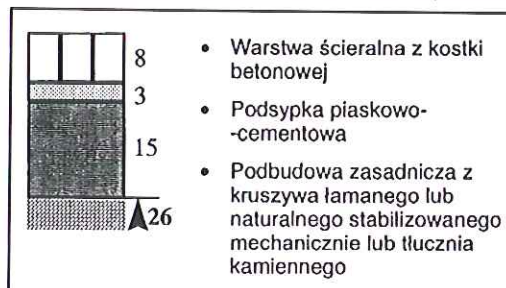 8
3
15
26
• Warstwa ścieralna z kostki
betonowej
• Podsypka piaskowo-
-cementowa
• Podbudowa zasadnicza z
kruszywa łamanego lub
naturalnego stabilizowanego
mechanicznie lub tłucznia
kamiennego